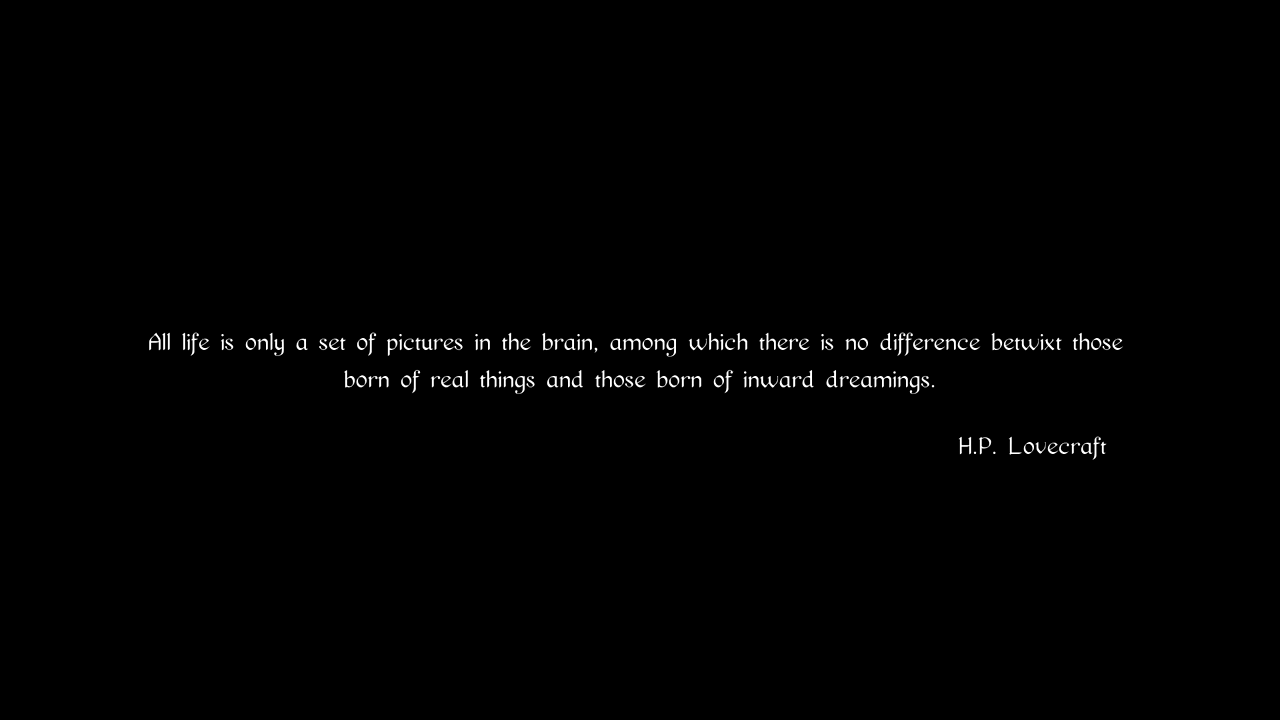 All life is only a set of pictures in the brain, among which there is no difference betwixt those
born of real things and those born of inward dreamings.
H.P. Lovecraft